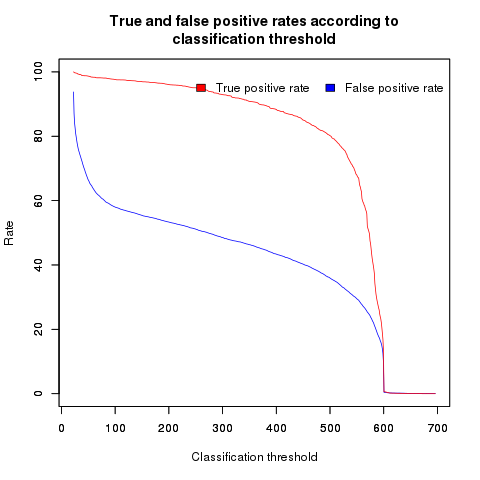 True and false positive rates according to
classification threshold
True positive rate
False positive rate
Rate
100
80
60
40
20
0
0 100 200 300 400 500 600 700
Classification threshold